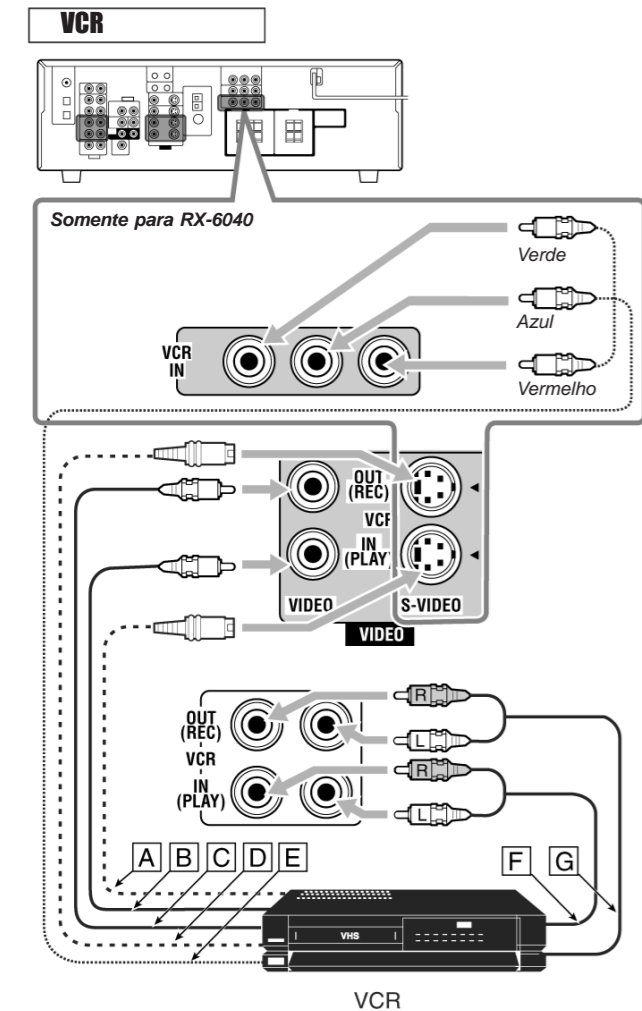 VCR
Somente para RX-6040
Verde
Azul
VCR
IN
Vermelho
OUT
(REC)
VCR
IN
(PLAY)
VIDEO
S-VIDEO
VIDEO
R
OUT
(REC)
L
VCR
R
IN
(PLAY)
L
A B C D E
F G
VHS
VCR